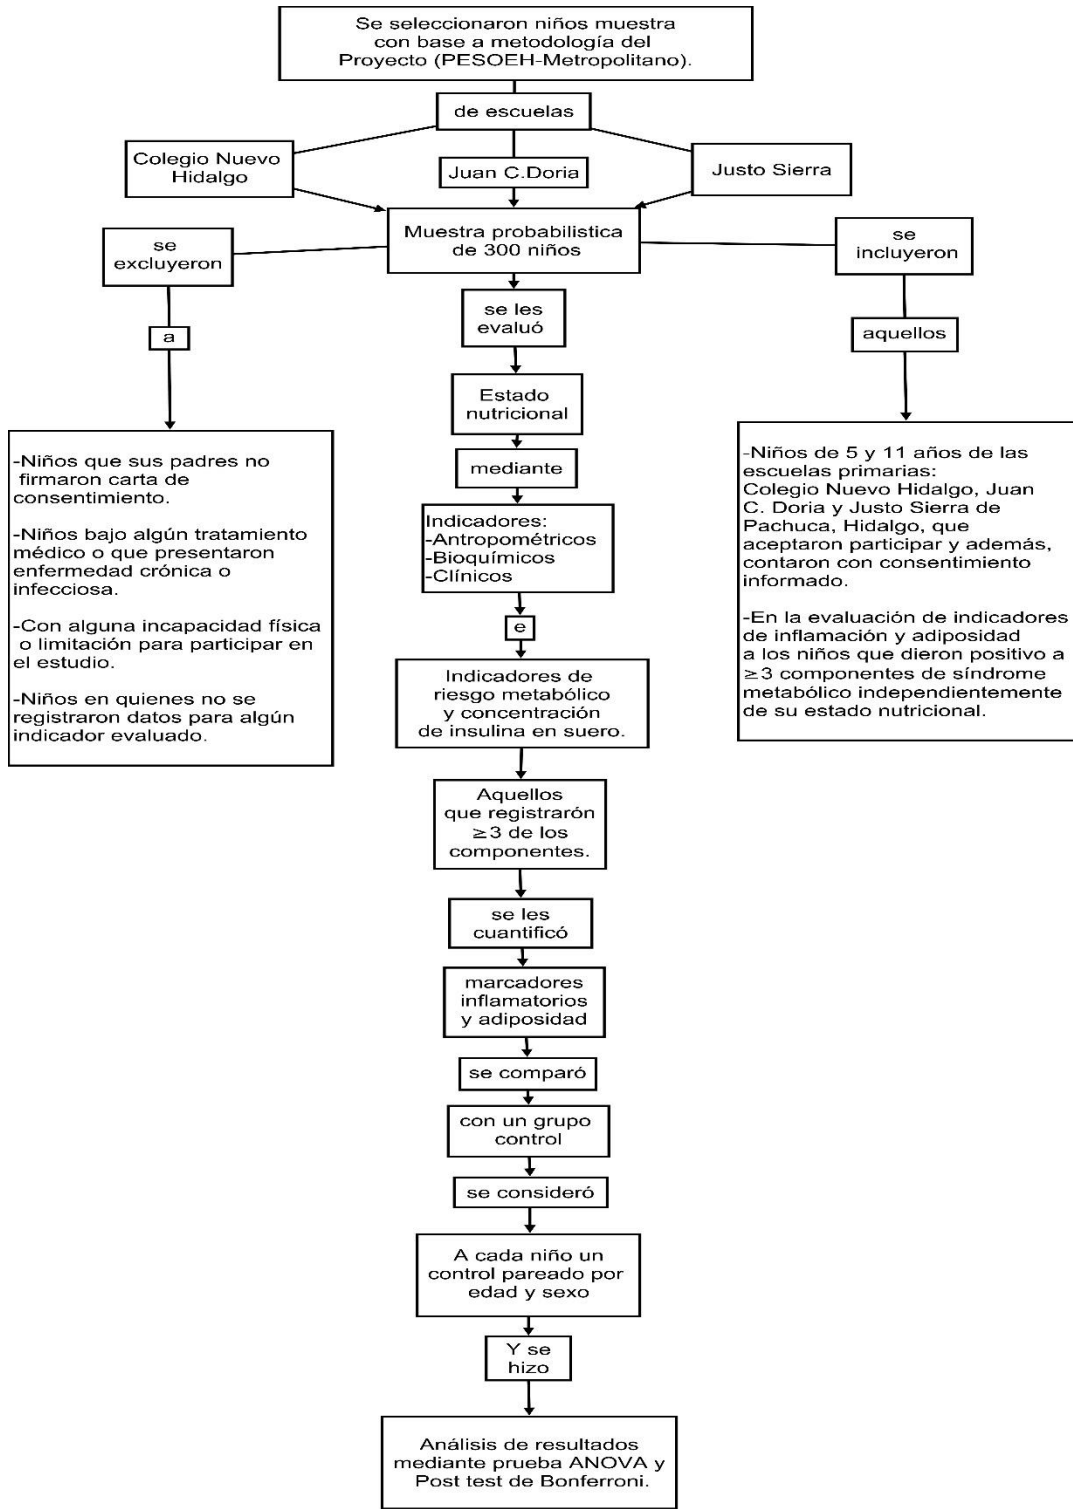 Se seleccionaron niños muestra
con base a metodología del
Proyecto (PESOEH-Metropolitano).
de escuelas
Colegio Nuevo
Hidalgo
Juan C.Doria
Justo Sierra
Muestra probabilistica
de 300 niños
se
excluyeron
a
-Niños que sus padres no
firmaron carta de
consentimiento.
-Niños bajo algún tratamiento
médico o que presentaron
enfermedad crónica o
infecciosa.
-Con alguna incapacidad física
o limitación para participar en
el estudio.
-Niños en quienes no se
registraron datos para algún
indicador evaluado.
se les
evaluó
Estado
nutricional
mediante
Indicadores:
-Antropométricos
-Bioquímicos
-Clínicos
e
Indicadores de
riesgo metabólico
y concentración
de insulina en suero.
Aquellos
que registrarón
≥3 de los
componentes.
se les
cuantificó
marcadores
inflamatorios
y adiposidad
se comparó
con un grupo
control
se consideró
A cada niño un
control pareado por
edad y sexo
Y se
hizo
Análisis de resultados
mediante prueba ANOVA y
Post test de Bonferroni.
se
incluyeron
aquellos
-Niños de 5 y 11 años de las
escuelas primarias:
Colegio Nuevo Hidalgo, Juan
C. Doria y Justo Sierra de
Pachuca, Hidalgo, que
aceptaron participar y además,
contaron con consentimiento
informado.
-En la evaluación de indicadores
de inflamación y adiposidad
a los niños que dieron positivo a
≥3 componentes de síndrome
metabólico independientemente
de su estado nutricional.